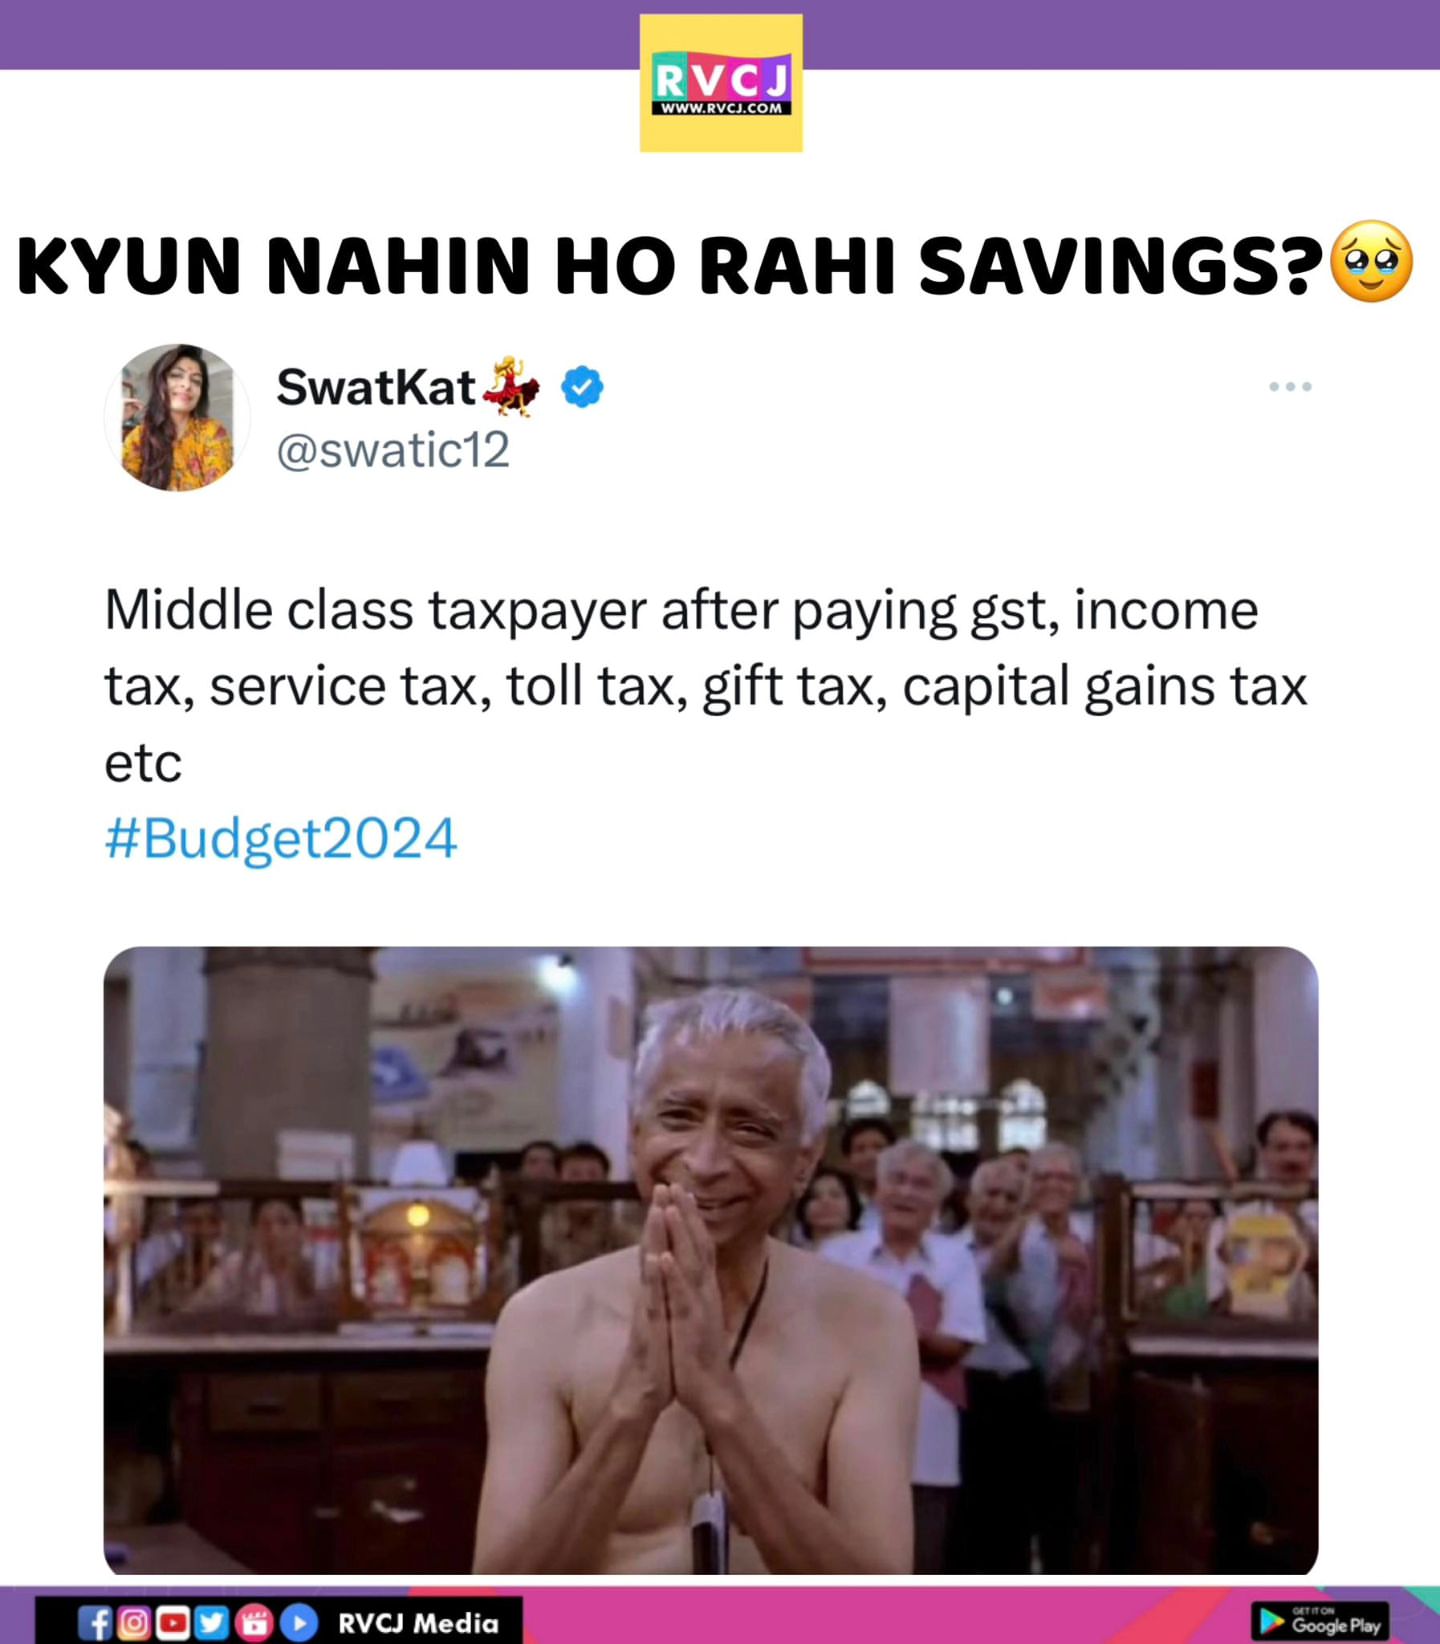 RVCJ
WWW.RVCJ.COM
KYUN NAHIN HO RAHI SAVINGS?🥹
SwatKat💃
@swatic12
Middle class taxpayer after paying gst, income
tax, service tax, toll tax, gift tax, capital gains tax
etc
#Budget2024
RVCJ Media
GET IT ON
Google Play